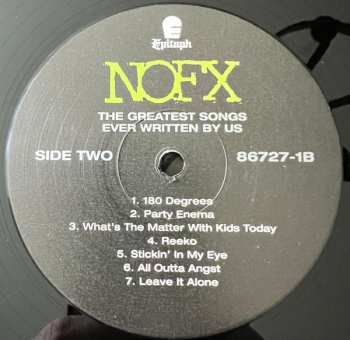 Epitaph
NOFX
THE GREATEST SONGS
EVER WRITTEN BY US
SIDE TWO 86727-1B
1. 180 Degrees
2. Party Enema
3. What's The Matter With Kids Today
4. Reeko
5. Stickin' In My Eye
6. All Outta Angst
7. Leave It Alone